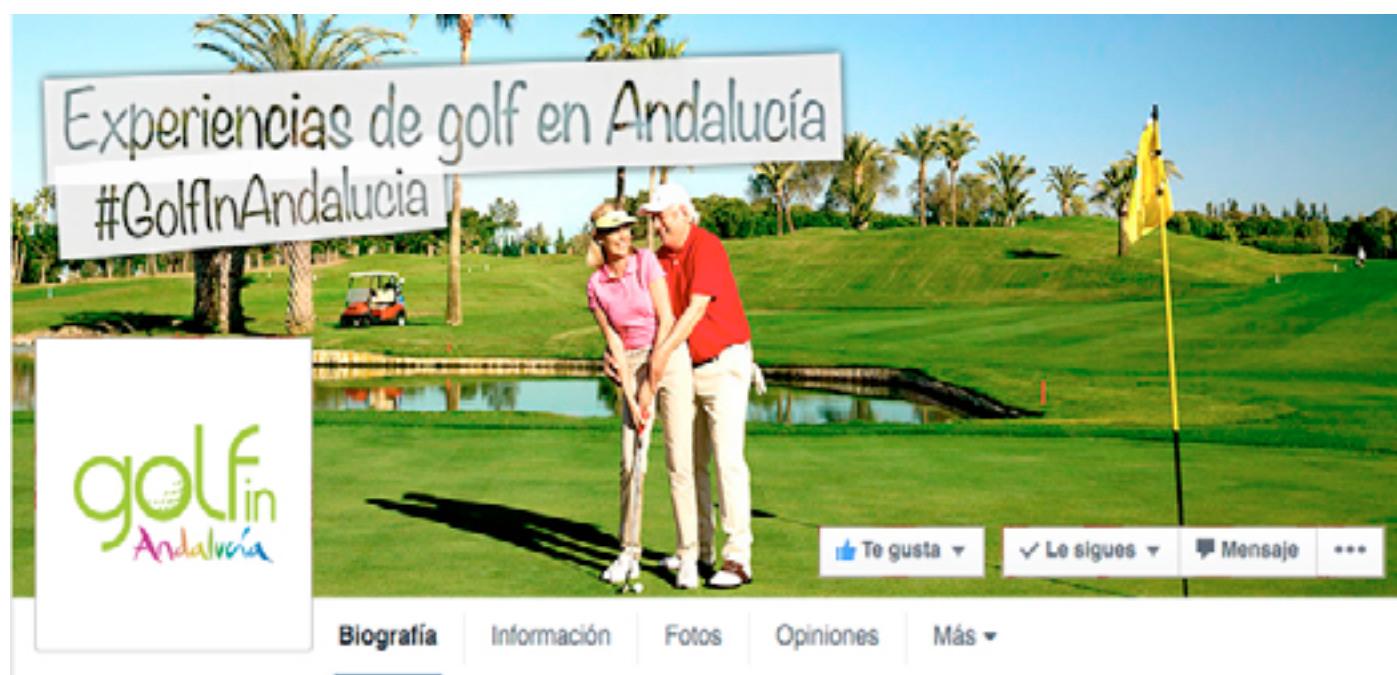 Experiencias de golf en Andalucía
#GolfInAndalucia
golf in
Andalucía
Te gusta
Le sigues
Mensaje
Biografía
Información
Fotos
Opiniones
Más